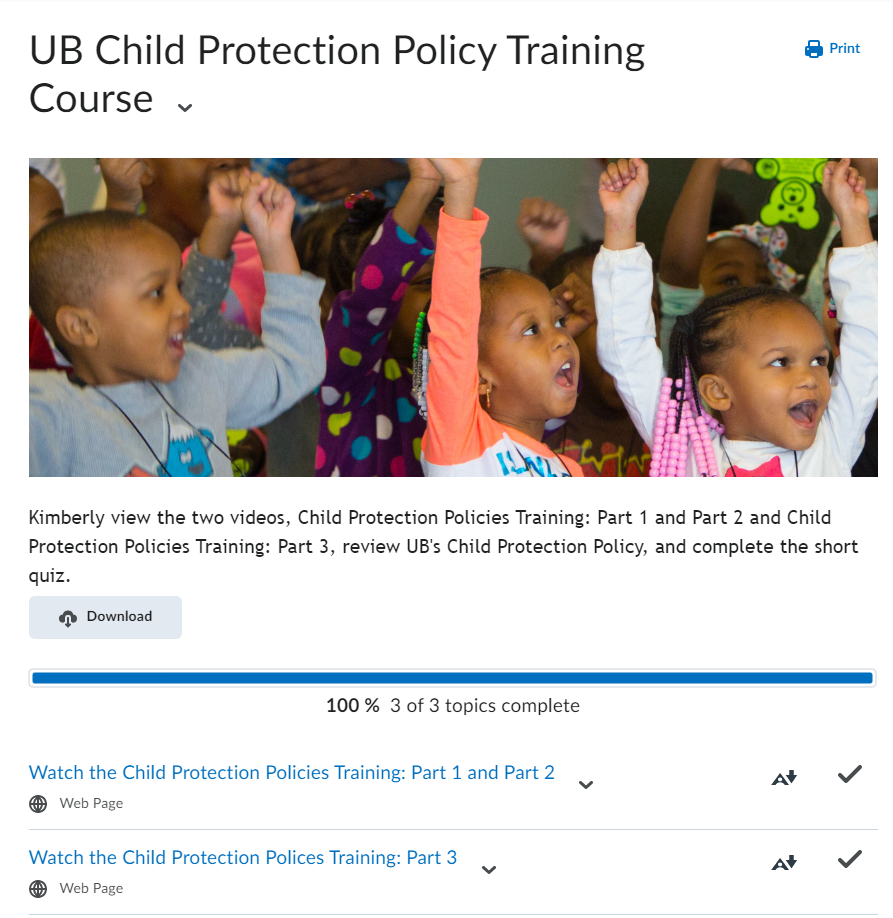 UB Child Protection Policy Training
Course
Print
Kimberly view the two videos, Child Protection Policies Training: Part 1 and Part 2 and Child
Protection Policies Training: Part 3, review UB's Child Protection Policy, and complete the short
quiz.
Download
100 % 3 of 3 topics complete
Watch the Child Protection Policies Training: Part 1 and Part 2
Web Page
Watch the Child Protection Polices Training: Part 3
Web Page